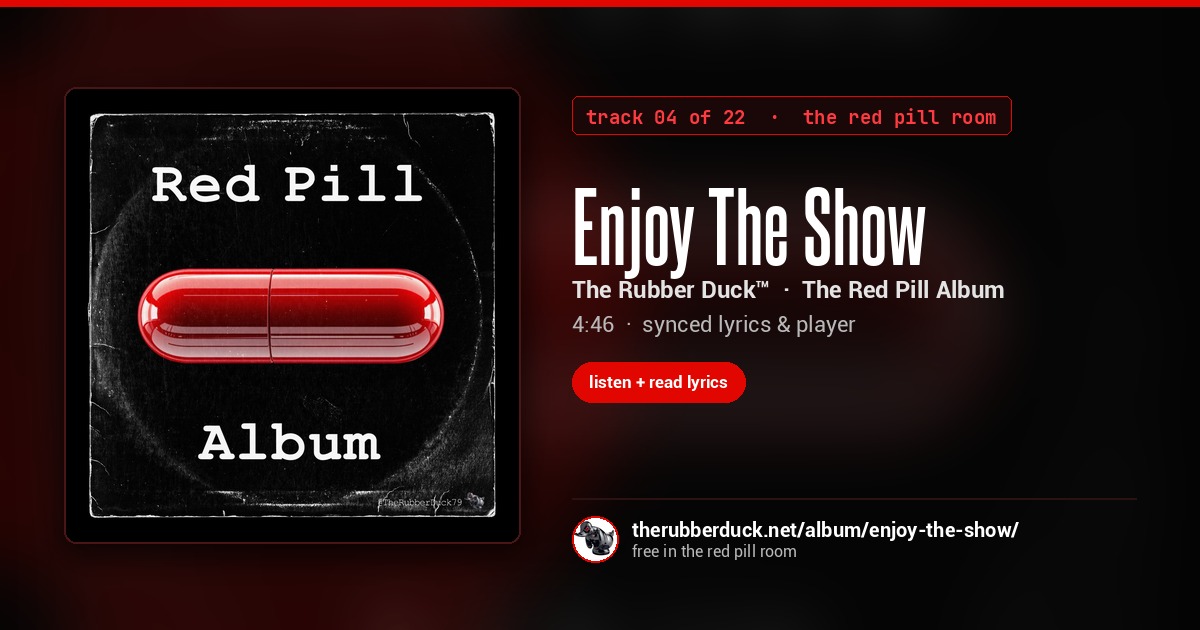 Red Pill
Album
#TheRubberDuck79
track 04 of 22 · the red pill room
Enjoy The Show
The Rubber Duck™ · The Red Pill Album
4:46 · synced lyrics & player
listen + read lyrics
therubberduck.net/album/enjoy-the-show/
free in the red pill room